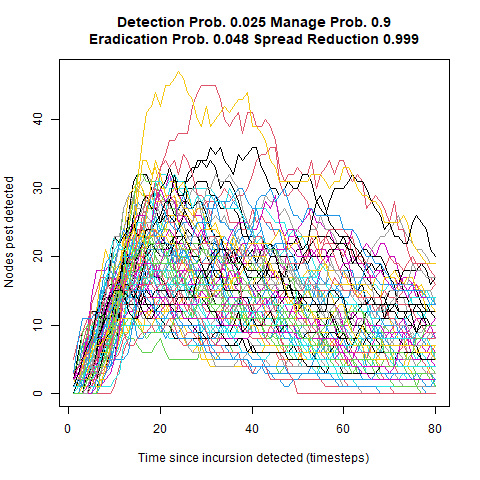 Detection Prob. 0.025 Manage Prob. 0.9
Eradication Prob. 0.048 Spread Reduction 0.999
Nodes pest detected
40
30
20
10
0
0 20 40 60 80
Time since incursion detected (timesteps)